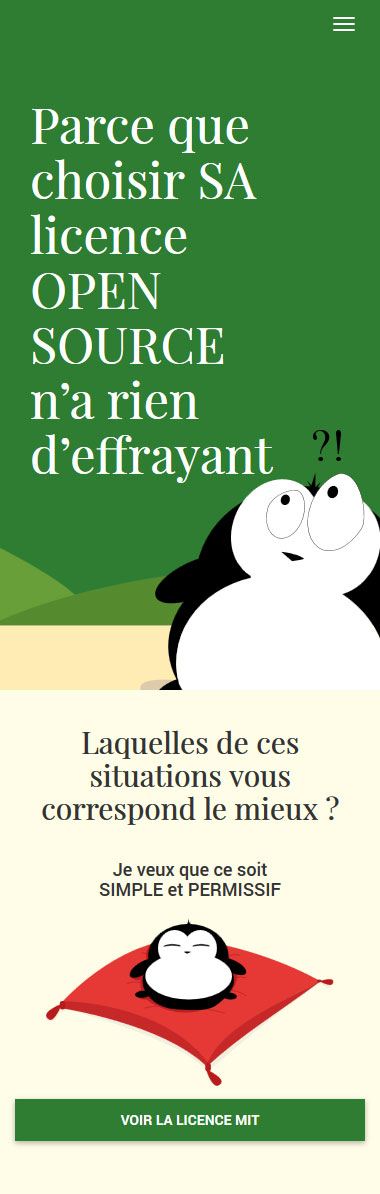 Parce que
choisir SA
licence
OPEN
SOURCE
n’a rien
d’effrayant
?!
Laquelles de ces
situations vous
correspond le mieux ?
Je veux que ce soit
SIMPLE et PERMISSIF
VOIR LA LICENCE MIT